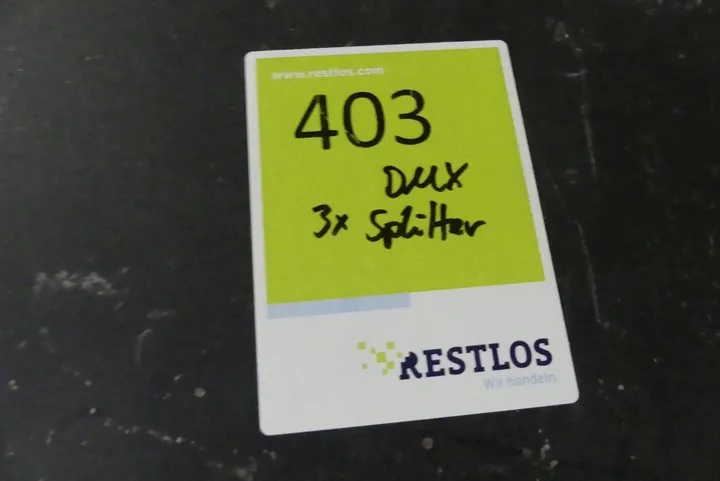 www.restlos.com
403
DMX
3x Splitter
RESTLOS
Wir handeln.